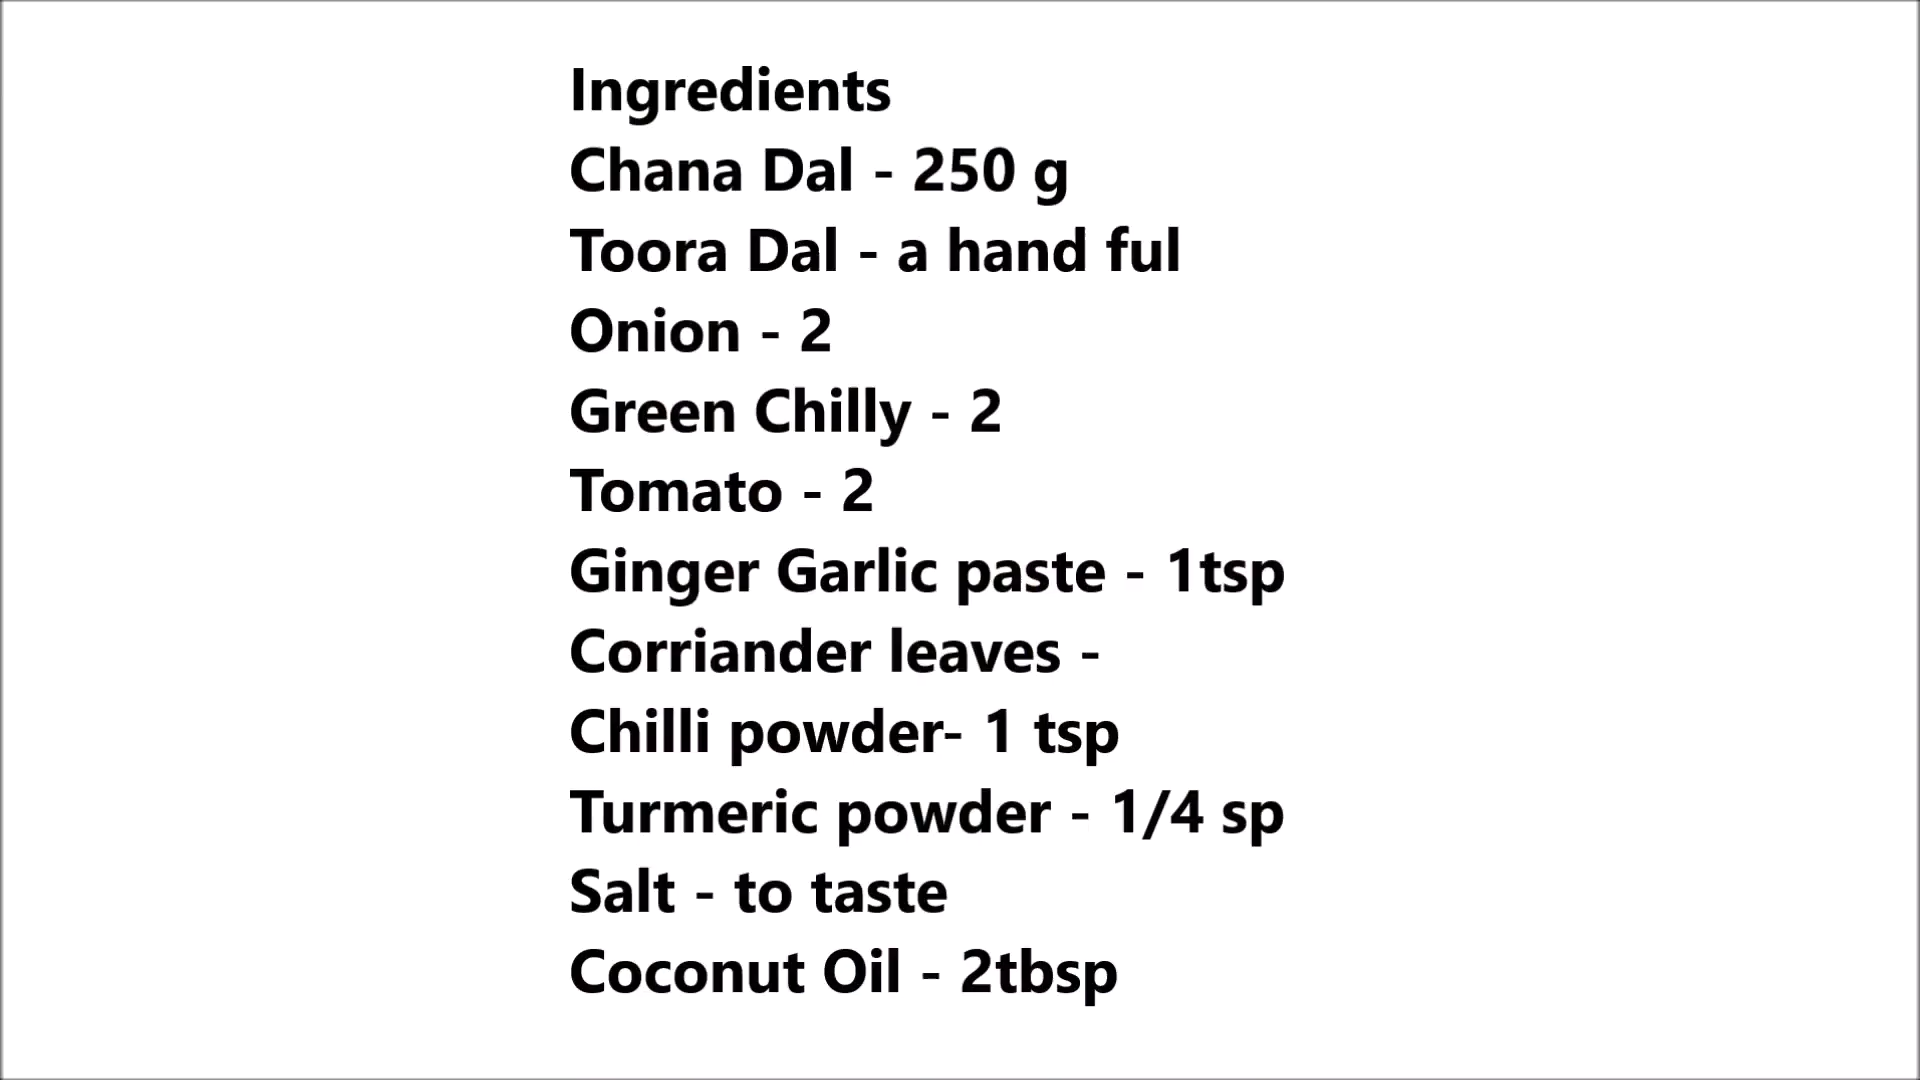 Ingredients
Chana Dal - 250 g
Toora Dal - a hand ful
Onion - 2
Green Chilly - 2
Tomato - 2
Ginger Garlic paste - 1tsp
Corriander leaves -
Chilli powder- 1 tsp
Turmeric powder - 1/4 sp
Salt - to taste
Coconut Oil - 2tbsp